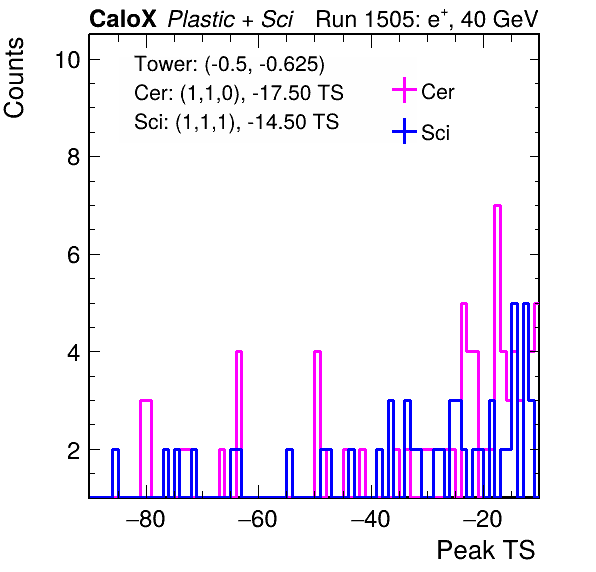 CaloX Plastic + Sci Run 1505: e⁺, 40 GeV
Tower: (-0.5, -0.625)
Cer: (1,1,0), -17.50 TS
Sci: (1,1,1), -14.50 TS
Cer
Sci
Counts
10
8
6
4
2
−80 −60 −40 −20
Peak TS